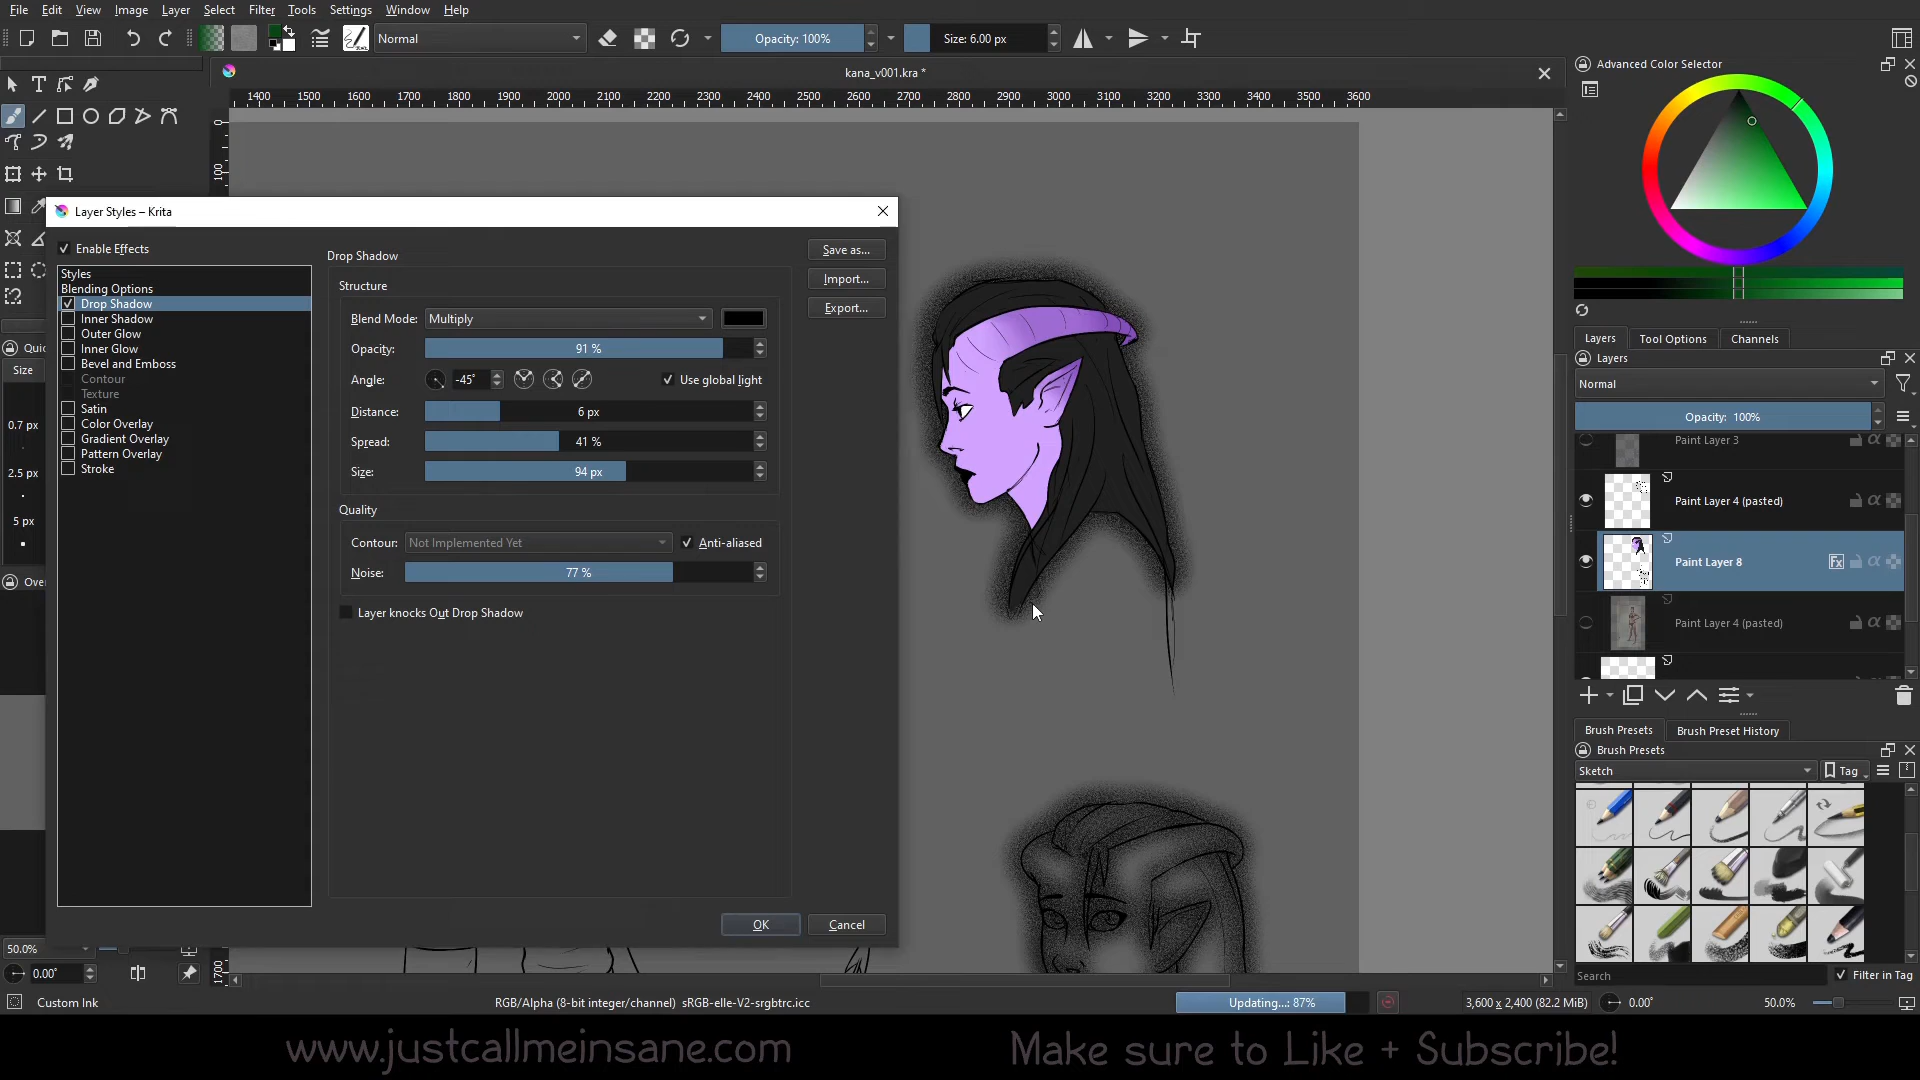 File Edit View Image Layer Select Filter Tools Settings Window Help
Normal
Opacity: 100%
Size: 6.00 px
kana_v001.kra *
1400 1500 1600 1700 1800 1900 2000 2100 2200 2300 2400 2500 2600 2700 2800 2900 3000 3100 3200 3300 3400 3500 3600
0
100
1700
Layer Styles – Krita
Enable Effects
Styles
Blending Options
Drop Shadow
Inner Shadow
Outer Glow
Inner Glow
Bevel and Emboss
Contour
Texture
Satin
Color Overlay
Gradient Overlay
Pattern Overlay
Stroke
Drop Shadow
Structure
Blend Mode: Multiply
Opacity: 91 %
Angle: -45° Use global light
Distance: 6 px
Spread: 41 %
Size: 94 px
Quality
Contour: Not Implemented Yet Anti-aliased
Noise: 77 %
Layer knocks Out Drop Shadow
Save as...
Import...
Export...
OK
Cancel
Quic
Size
0.7 px
2.5 px
5 px
Over
50.0%
0.00°
Advanced Color Selector
Layers Tool Options Channels
Layers
Normal
Opacity: 100%
Paint Layer 3
Paint Layer 4 (pasted)
Paint Layer 8
Fx
Paint Layer 4 (pasted)
Brush Presets Brush Preset History
Brush Presets
Sketch
Tag
Search
Filter in Tag
Custom Ink
RGB/Alpha (8-bit integer/channel) sRGB-elle-V2-srgbtrc.icc
Updating...: 87%
3,600 x 2,400 (82.2 MiB)
0.00°
50.0%
www.justcallmeinsane.com
Make sure to Like + Subscribe!